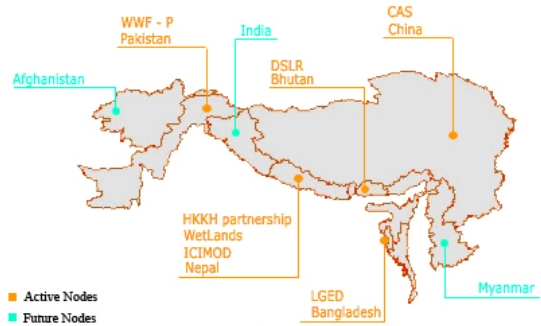 WWF - P
Pakistan
India
CAS
China
Afghanistan
DSLR
Bhutan
HKKH partnership
WetLands
ICIMOD
Nepal
LGED
Bangladesh
Myanmar
Active Nodes
Future Nodes